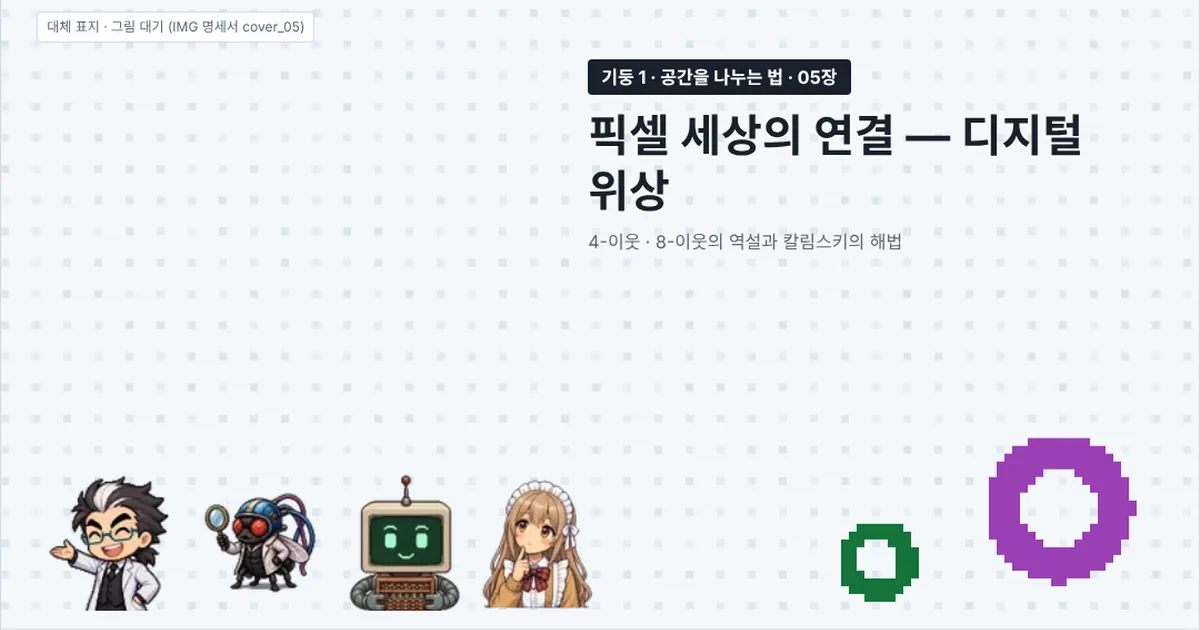 대체 표지 · 그림 대기 (IMG 명세서 cover_05)
기둥 1 · 공간을 나누는 법 · 05장
픽셀 세상의 연결 — 디지털
위상
4-이웃 · 8-이웃의 역설과 칼림스키의 해법